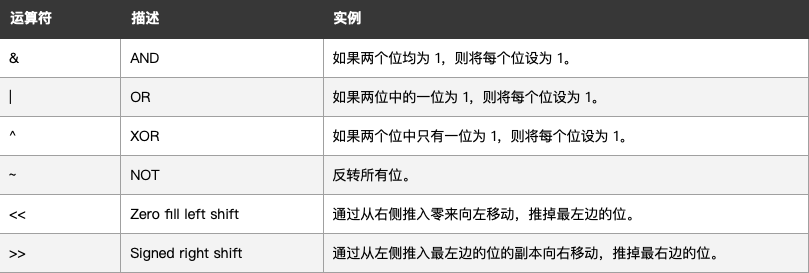 运算符 描述 实例
& AND 如果两个位均为 1，则将每个位设为 1。
| OR 如果两位中的一位为 1，则将每个位设为 1。
^ XOR 如果两个位中只有一位为 1，则将每个位设为 1。
~ NOT 反转所有位。
<< Zero fill left shift 通过从右侧推入零来向左移动，推掉最左边的位。
>> Signed right shift 通过从左侧推入最左边的位的副本向右移动，推掉最右边的位。